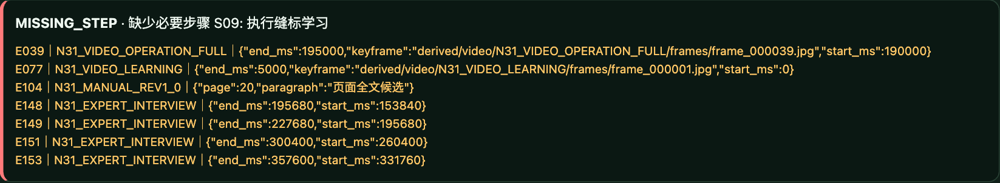 MISSING_STEP · 缺少必要步骤 S09: 执行缝标学习
E039｜N31_VIDEO_OPERATION_FULL｜{"end_ms":195000,"keyframe":"derived/video/N31_VIDEO_OPERATION_FULL/frames/frame_000039.jpg","start_ms":190000}
E077｜N31_VIDEO_LEARNING｜{"end_ms":5000,"keyframe":"derived/video/N31_VIDEO_LEARNING/frames/frame_000001.jpg","start_ms":0}
E104｜N31_MANUAL_REV1_0｜{"page":20,"paragraph":"页面全文候选"}
E148｜N31_EXPERT_INTERVIEW｜{"end_ms":195680,"start_ms":153840}
E149｜N31_EXPERT_INTERVIEW｜{"end_ms":227680,"start_ms":195680}
E151｜N31_EXPERT_INTERVIEW｜{"end_ms":300400,"start_ms":260400}
E153｜N31_EXPERT_INTERVIEW｜{"end_ms":357600,"start_ms":331760}